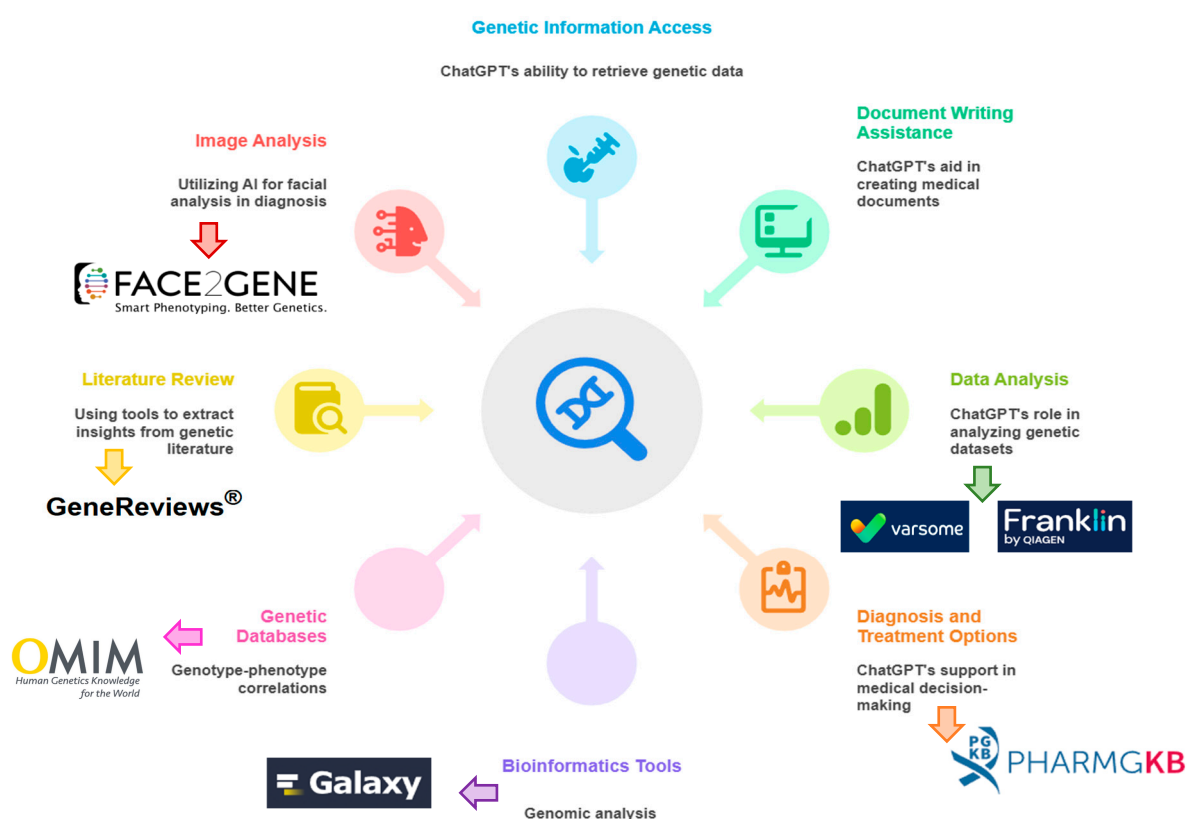 Genetic Information Access
ChatGPT's ability to retrieve genetic data
Image Analysis
Utilizing AI for facial
analysis in diagnosis
FACE2GENE
Smart Phenotyping. Better Genetics.
Document Writing
Assistance
ChatGPT's aid in
creating medical
documents
Literature Review
Using tools to extract
insights from genetic
literature
GeneReviews®
Data Analysis
ChatGPT's role in
analyzing genetic
datasets
varsome
Franklin
by QIAGEN
Genetic
Databases
Genotype-phenotype
correlations
OMIM
Human Genetics Knowledge
for the World
Diagnosis and
Treatment Options
ChatGPT's support in
medical decision-
making
PG
KB
PHARMGKB
Bioinformatics Tools
Genomic analysis
Galaxy